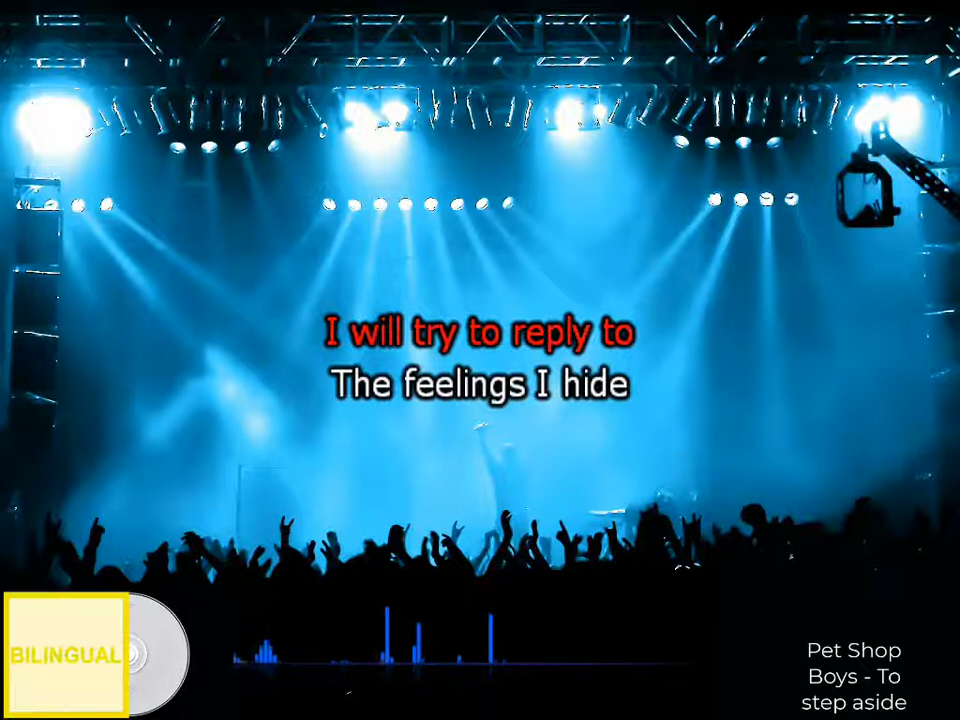 I will try to reply to
The feelings I hide
BILINGUAL
Pet Shop
Boys - To
step aside